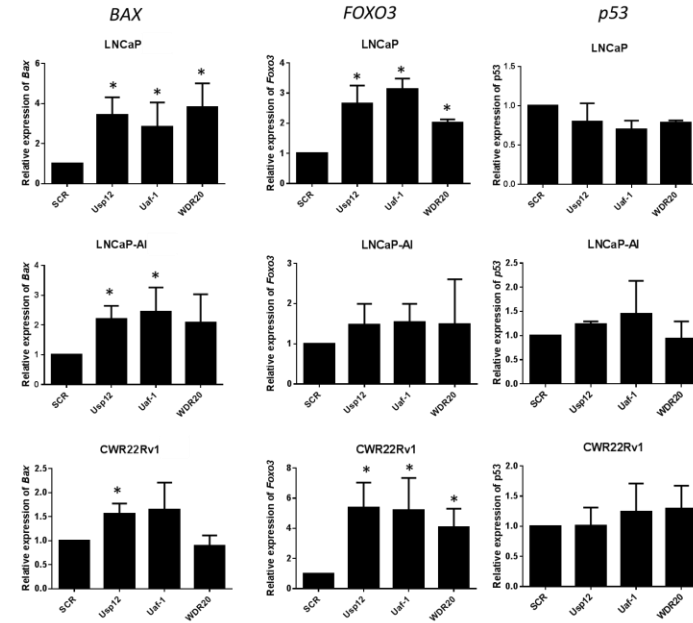 BAX FOXO3 p53
LNCaP LNCaP LNCaP
Relative expression of Bax
6
4
2
0
* * *
SCR Usp12 Uaf-1 WDR20
Relative expression of Foxo3
4
3
2
1
0
* * *
SCR Usp12 Uaf-1 WDR20
Relative expression of p53
1.5
1.0
0.5
0.0
SCR Usp12 Uaf-1 WDR20
LNCaP-AI LNCaP-AI LNCaP-AI
Relative expression of Bax
4
3
2
1
0
* *
SCR Usp12 Uaf-1 WDR20
Relative expression of Foxo3
3
2
1
0
SCR Usp12 Uaf-1 WDR20
Relative expression of p53
2.5
2.0
1.5
1.0
0.5
0.0
SCR Usp12 Uaf-1 WDR20
CWR22Rv1 CWR22Rv1 CWR22Rv1
Relative expression of Bax
2.5
2.0
1.5
1.0
0.5
0.0
*
SCR Usp12 Uaf-1 WDR20
Relative expression of Foxo3
8
6
4
2
0
* * *
SCR Usp12 Uaf-1 WDR20
Relative expression of p53
2.0
1.5
1.0
0.5
0.0
SCR Usp12 Uaf-1 WDR20